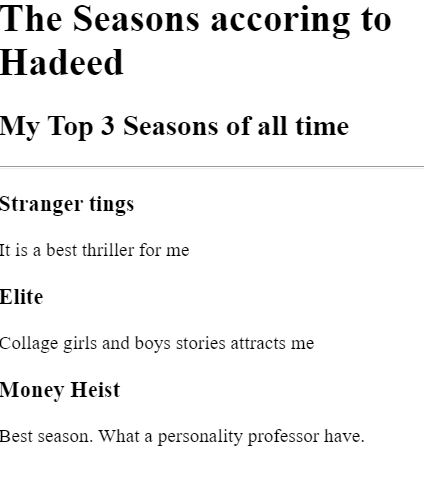 The Seasons accoring to
Hadeed
My Top 3 Seasons of all time
Stranger tings
It is a best thriller for me
Elite
Collage girls and boys stories attracts me
Money Heist
Best season. What a personality professor have.